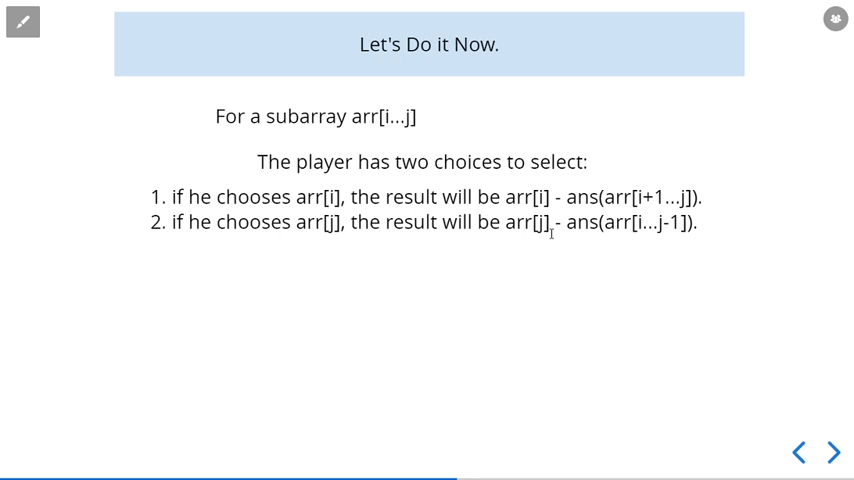 Let's Do it Now.
For a subarray arr[i...j]
The player has two choices to select:
1. if he chooses arr[i], the result will be arr[i] - ans(arr[i+1...j]).
2. if he chooses arr[j], the result will be arr[j] - ans(arr[i...j-1]).